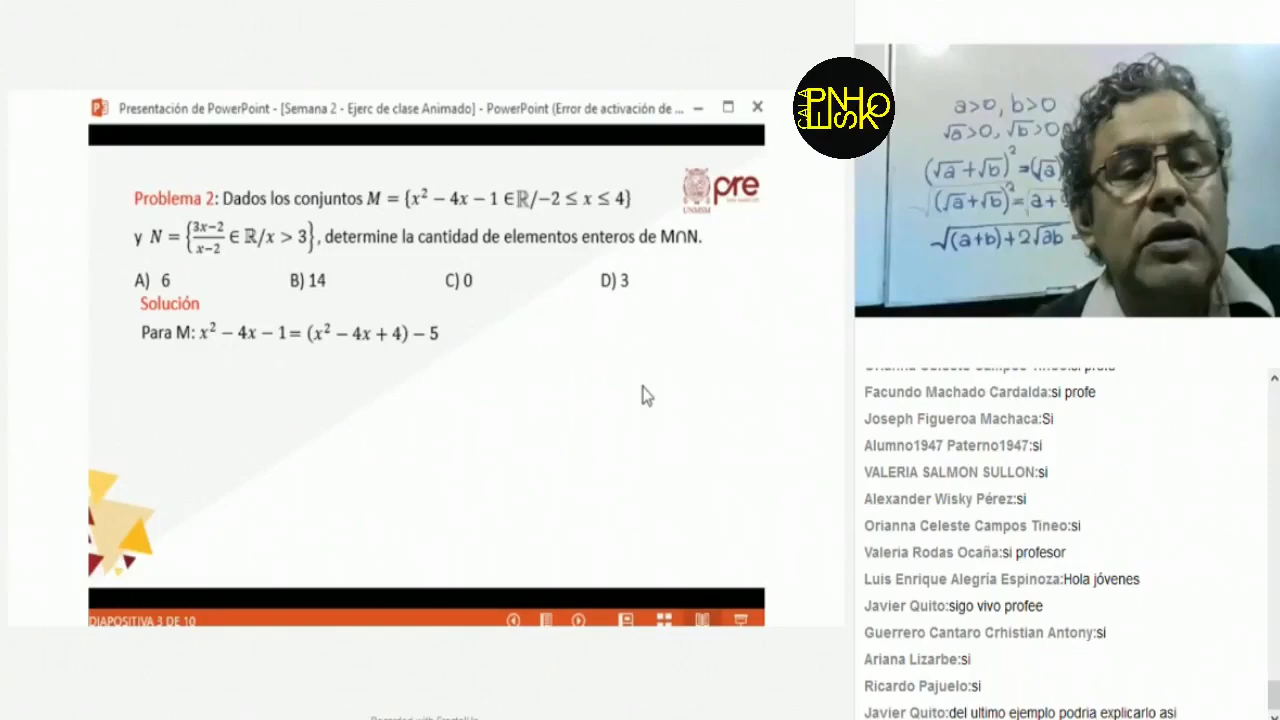 Presentación de PowerPoint - [Semana 2 - Ejerc de clase Animado] - PowerPoint (Error de activación de ...
Problema 2: Dados los conjuntos M = {x² − 4x − 1 ∈ℝ/−2 ≤ x ≤ 4}
y N = {3x−2/x−2 ∈ ℝ/x > 3}, determine la cantidad de elementos enteros de M∩N.
A) 6 B) 14 C) 0 D) 3
Solución
Para M: x² − 4x − 1= (x² − 4x + 4) − 5
UNMSM
pre
DIAPOSITIVA 3 DE 10
CALA
PNHO
ESK
a>0, b>0
√a>0, √b>0
(√a+√b)² =(√a)
(√a+√b)² = a+
√(a+b)+2√ab =
Facundo Machado Cardalda:si profe
Joseph Figueroa Machaca:Si
Alumno1947 Paterno1947:si
VALERIA SALMON SULLON:si
Alexander Wisky Pérez:si
Orianna Celeste Campos Tineo:si
Valeria Rodas Ocaña:si profesor
Luis Enrique Alegría Espinoza:Hola jóvenes
Javier Quito:sigo vivo profee
Guerrero Cantaro Crhistian Antony:si
Ariana Lizarbe:si
Ricardo Pajuelo:si
Javier Quito:del ultimo ejemplo podria explicarlo asi